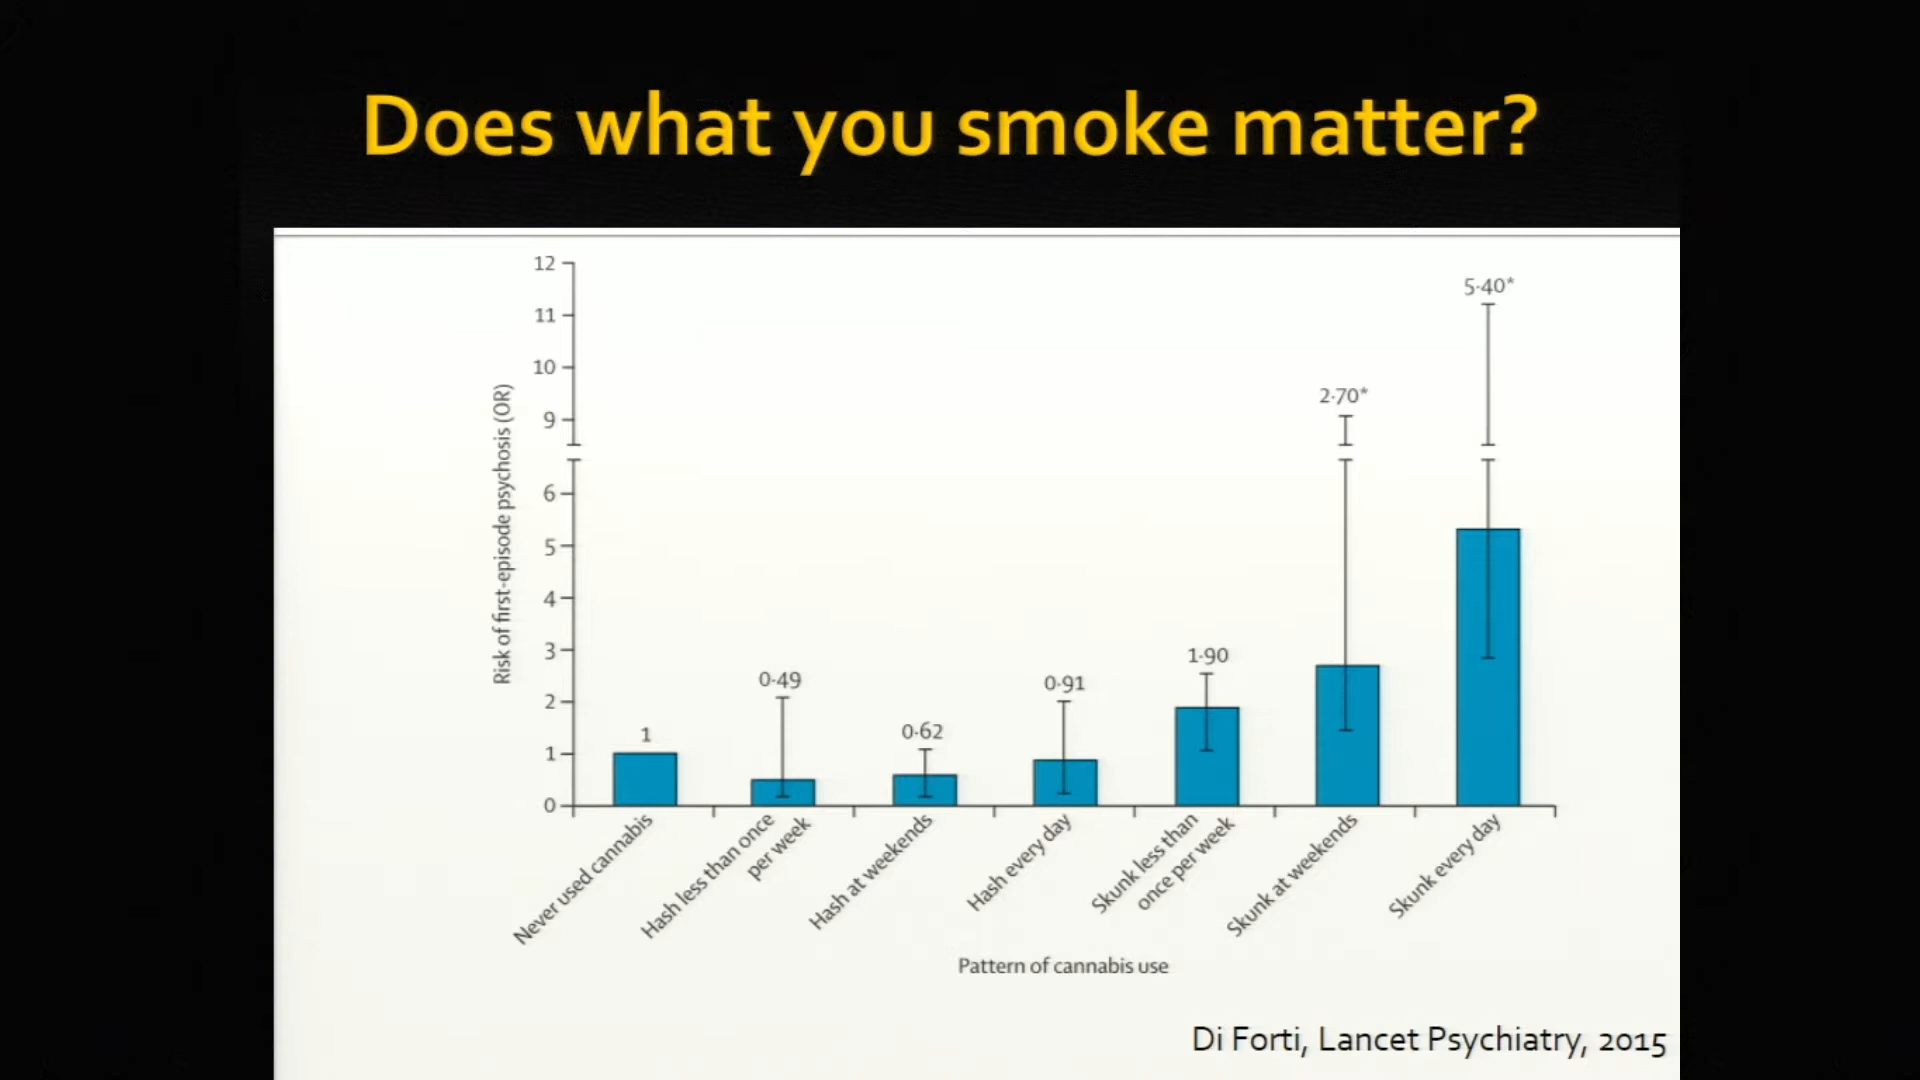 Does what you smoke matter?
12
11
10
9
6
5
4
3
2
1
0
Risk of first-episode psychosis (OR)
1
0·49
0·62
0·91
1·90
2·70*
5·40*
Never used cannabis
Hash less than once
per week
Hash at weekends
Hash every day
Skunk less than
once per week
Skunk at weekends
Skunk every day
Pattern of cannabis use
Di Forti, Lancet Psychiatry, 2015